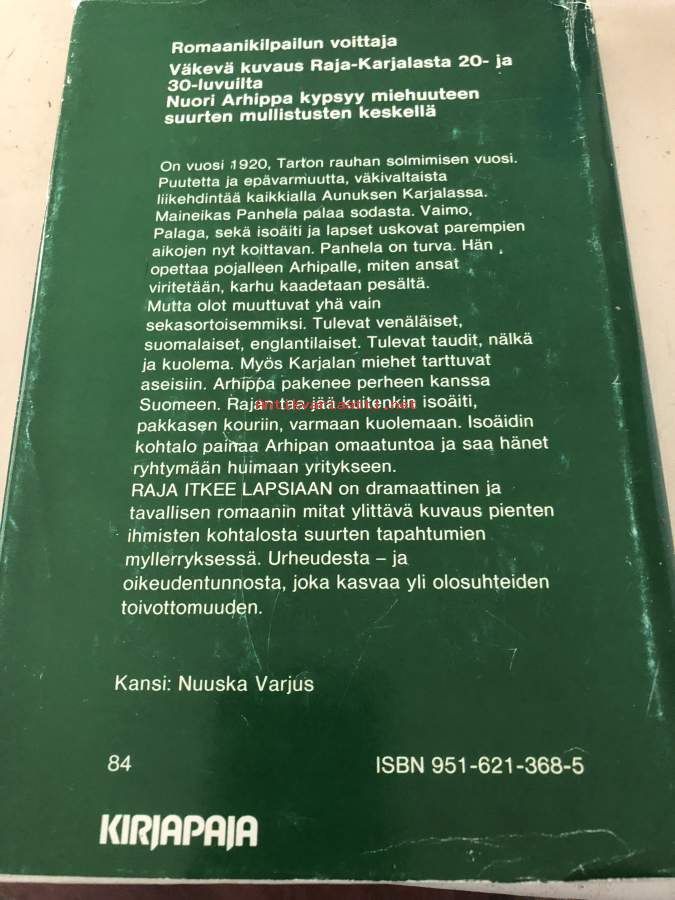 Romaanikilpailun voittaja
Väkevä kuvaus Raja-Karjalasta 20- ja
30-luvuilta
Nuori Arhippa kypsyy miehuuteen
suurten mullistusten keskellä
On vuosi 1920, Tarton rauhan solmimisen vuosi.
Puutetta ja epävarmuutta, väkivaltaista
liikehdintää kaikkialla Aunuksen Karjalassa.
Maineikas Panhela palaa sodasta. Vaimo,
Palaga, sekä isoäiti ja lapset uskovat parempien
aikojen nyt koittavan. Panhela on turva. Hän
opettaa pojalleen Arhipalle, miten ansat
viritetään, karhu kaadetaan pesältä.
Mutta olot muuttuvat yhä vain
sekasortoisemmiksi. Tulevat venäläiset,
suomalaiset, englantilaiset. Tulevat taudit, nälkä
ja kuolema. Myös Karjalan miehet tarttuvat
aseisiin. Arhippa pakenee perheen kanssa
Suomeen. Rajan taa jää kuitenkin isoäiti,
pakkasen kouriin, varmaan kuolemaan. Isoäidin
kohtalo painaa Arhipan omaatuntoa ja saa hänet
ryhtymään huimaan yritykseen.
RAJA ITKEE LAPSIAAN on dramaattinen ja
tavallisen romaanin mitat ylittävä kuvaus pienten
ihmisten kohtalosta suurten tapahtumien
myllerryksessä. Urheudesta – ja
oikeudentunnosta, joka kasvaa yli olosuhteiden
toivottomuuden.
Kansi: Nuuska Varjus
84
ISBN 951-621-368-5
KIRJAPAJA